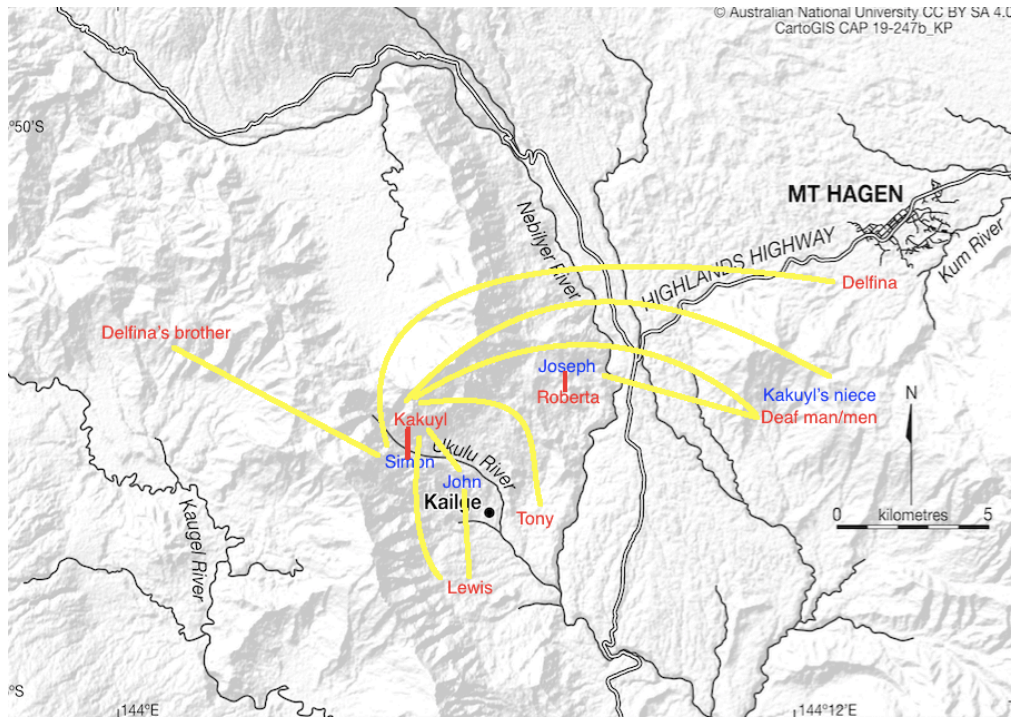 © Australian National University CC BY SA 4.0
CartoGIS CAP 19-247b_KP
°50'S
MT HAGEN
Nebilyer River
HIGHLANDS HIGHWAY
Kum River
Delfina
Delfina's brother
Joseph
Roberta
Kakuyl's niece
Deaf man/men
N
Kakuyl
Simon
Ukulu River
John
Kailge
Tony
0 kilometres 5
Kaugel River
Lewis
°S
144°E
144°12'E